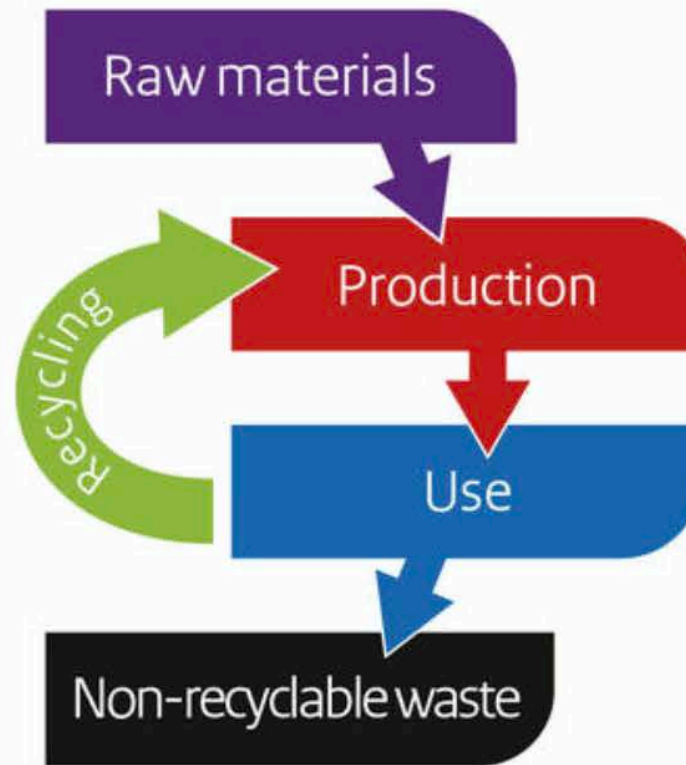 Raw materials
Production
Recycling
Use
Non-recyclable waste